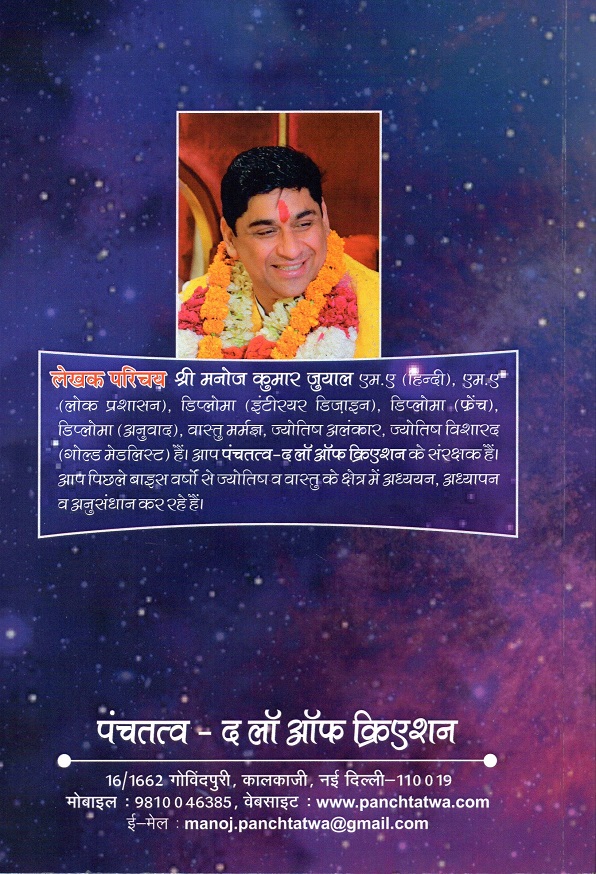 लेखक परिचय श्री मनोज कुमार जुयाल एम.ए (हिन्दी), एम.ए
(लोक प्रशासन), डिप्लोमा (इंटीरयर डिज़ाइन), डिप्लोमा (फ्रेंच),
डिप्लोमा (अनुवाद), वास्तु मर्मज्ञ, ज्योतिष अलंकार, ज्योतिष विशारद
(गोल्ड मेडलिस्ट) हैं। आप पंचतत्व-द लॉ ऑफ क्रिएशन के संरक्षक हैं।
आप पिछले बाइस वर्षो से ज्योतिष व वास्तु के क्षेत्र में अध्ययन, अध्यापन
व अनुसंधान कर रहे हैं।
पंचतत्व - द लॉ ऑफ क्रिएशन
16/1662 गोविंदपुरी, कालकाजी, नई दिल्ली-110019
मोबाइल : 9810046385, वेबसाइट : www.panchtatwa.com
ई-मेल : manoj.panchtatwa@gmail.com